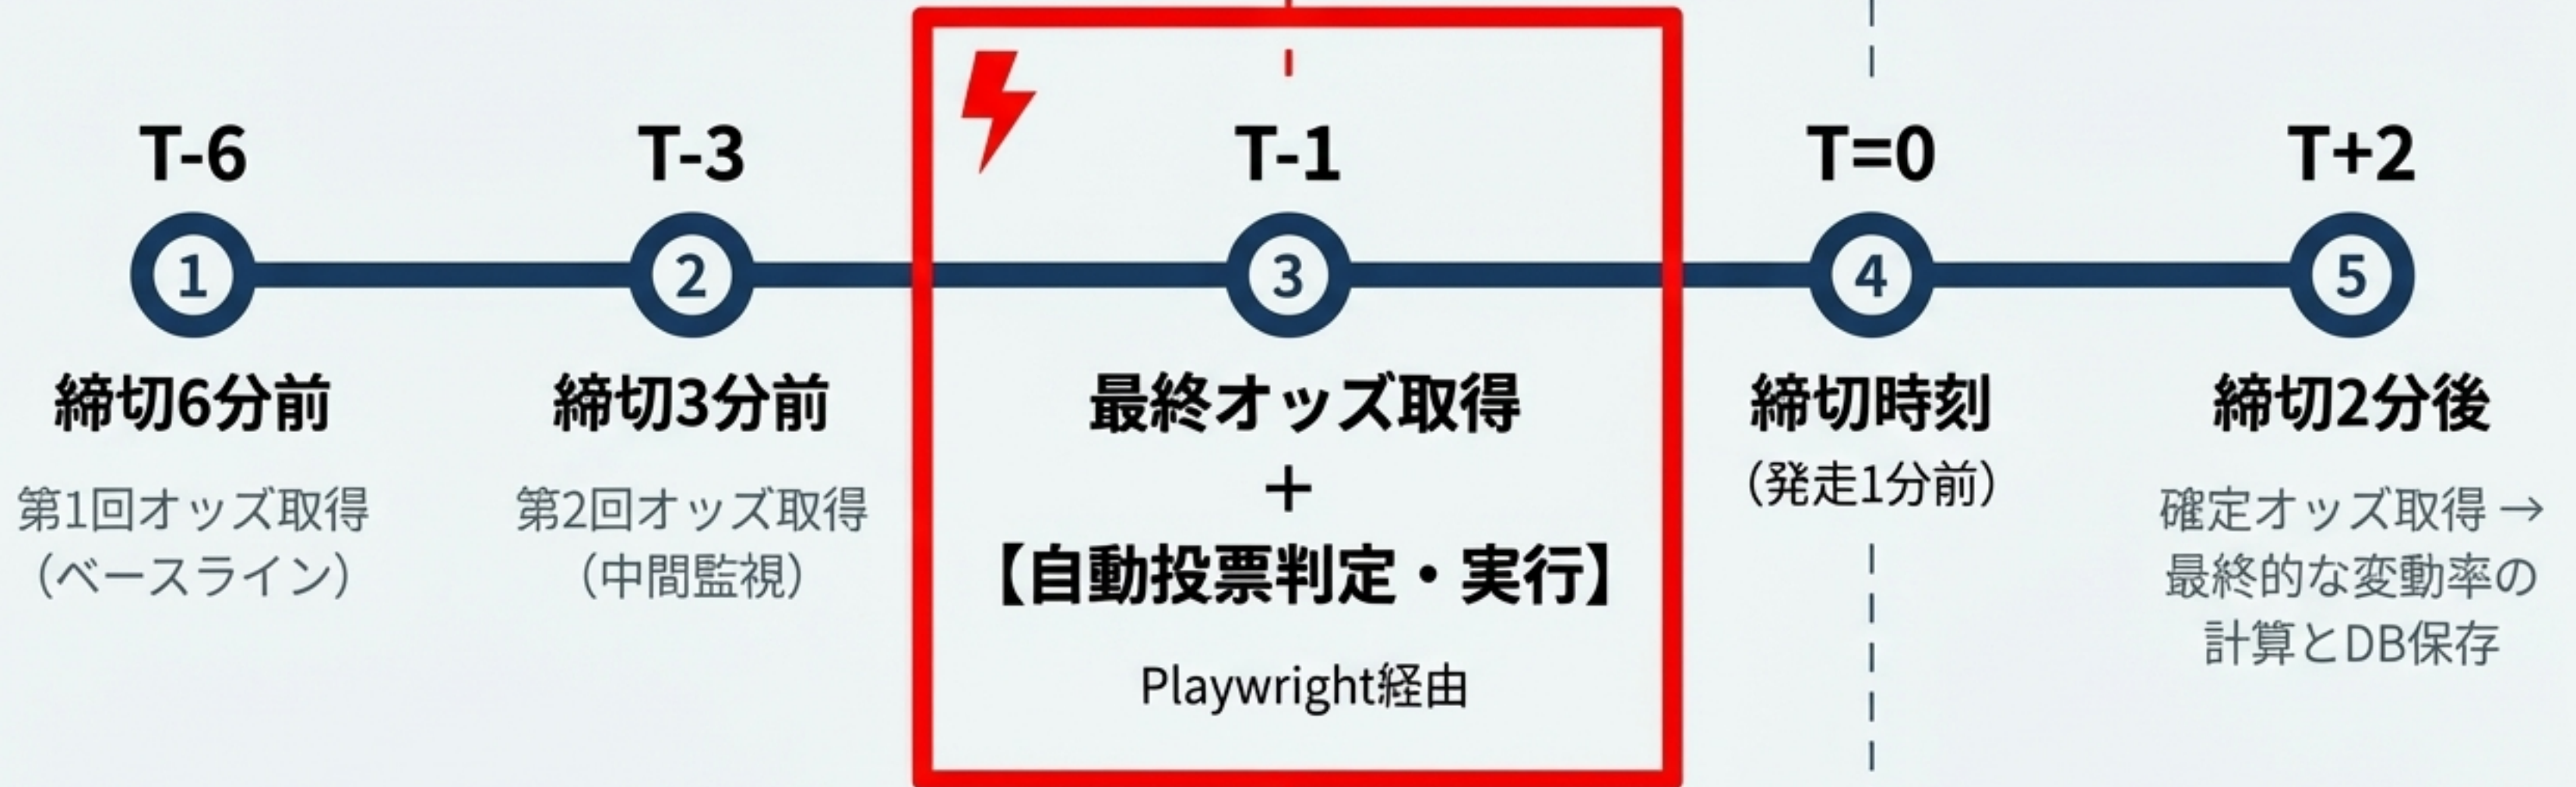 T-6
1
締切6分前
第1回オッズ取得
（ベースライン）
T-3
2
締切3分前
第2回オッズ取得
（中間監視）
T-1
3
最終オッズ取得
+
【自動投票判定・実行】
Playwright経由
T=0
4
締切時刻
（発走1分前）
T+2
5
締切2分後
確定オッズ取得 →
最終的な変動率の
計算とDB保存